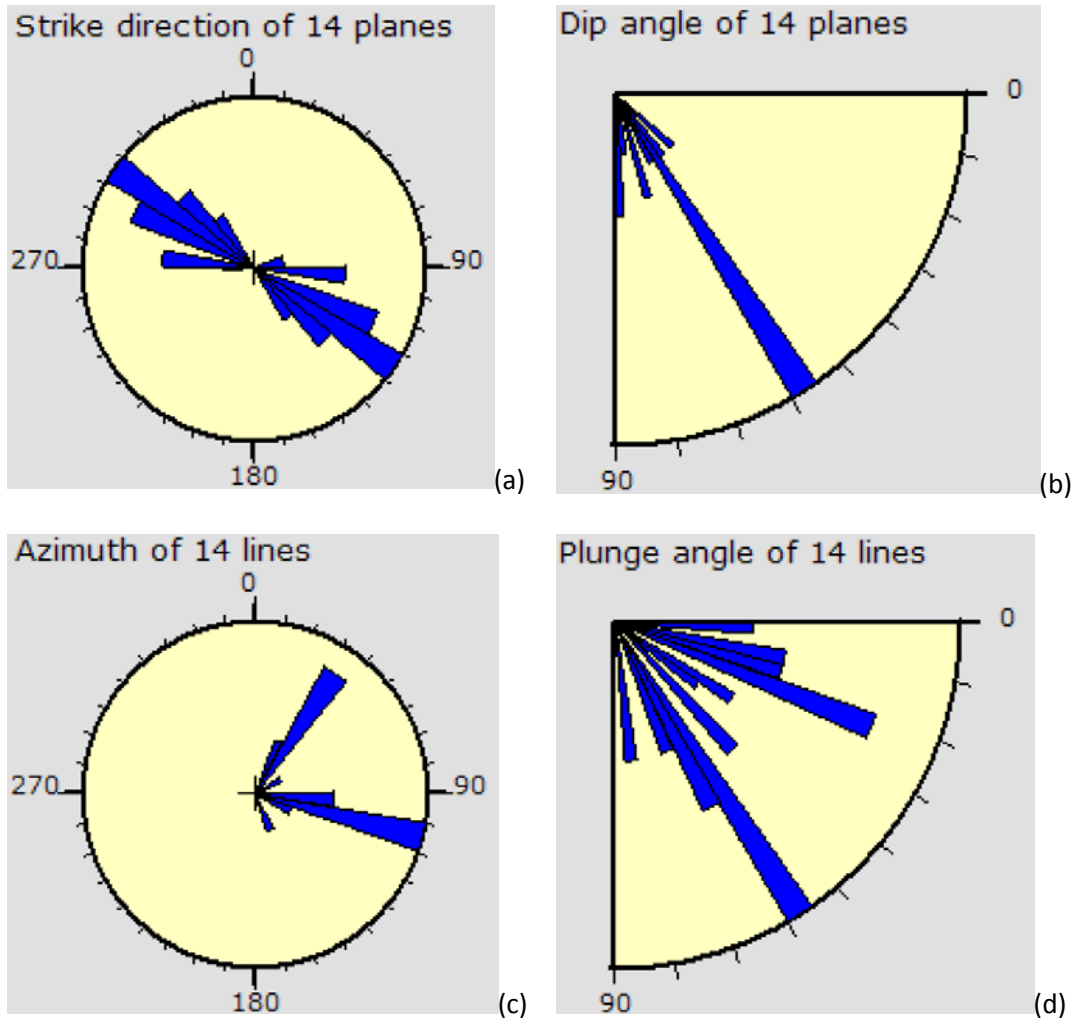 Strike direction of 14 planes
0
270
90
180
(a)
Dip angle of 14 planes
0
90
(b)
Azimuth of 14 lines
0
270
90
180
(c)
Plunge angle of 14 lines
0
90
(d)